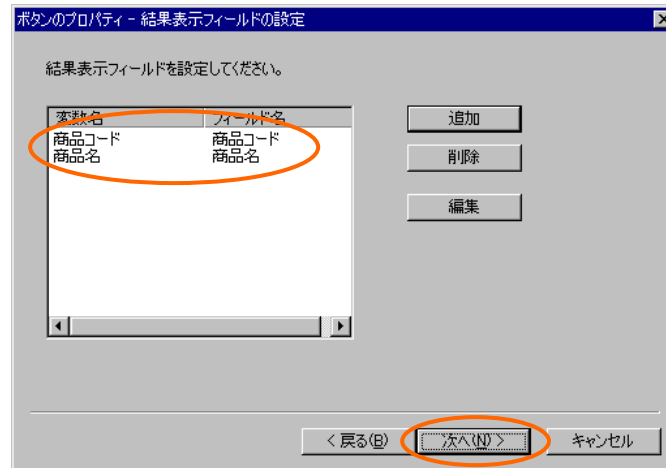 ボタンのプロパティ - 結果表示フィールドの設定
結果表示フィールドを設定してください。
変数名 フィールド名
商品コード 商品コード
商品名 商品名
追加
削除
編集
< 戻る(B) 次へ(N) > キャンセル